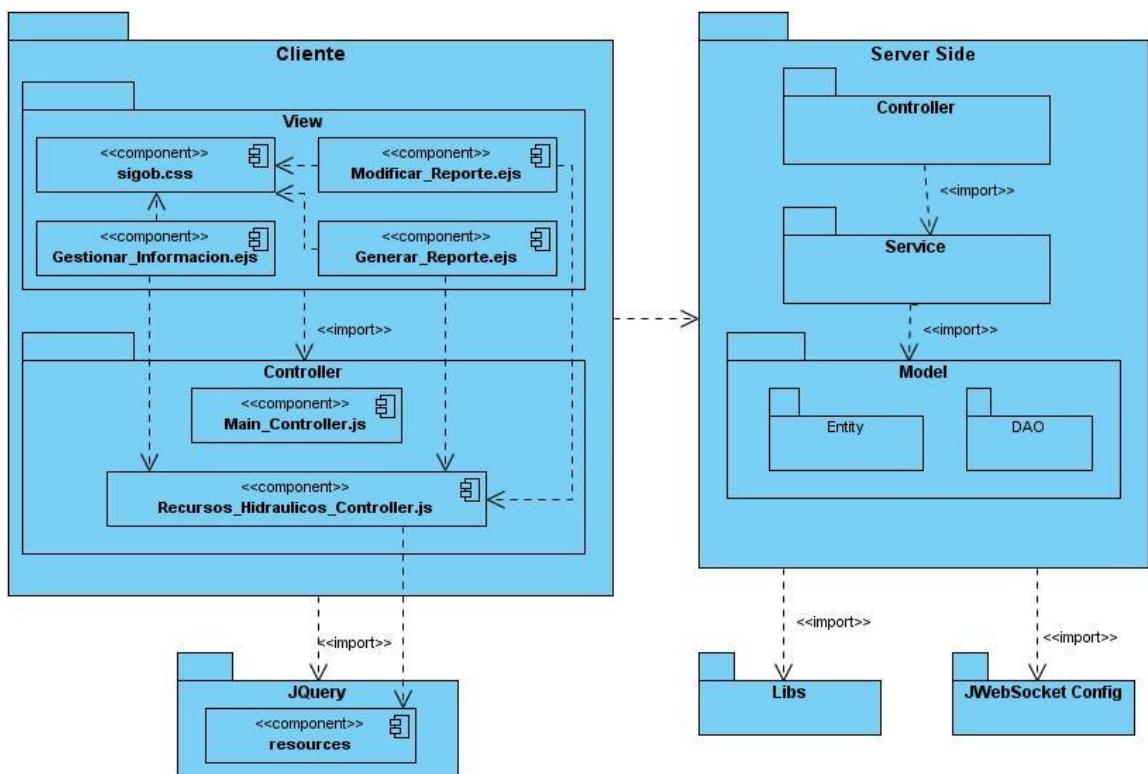 Cliente
View
<<component>>
sigob.css
<<component>>
Modificar_Reporte.ejs
<<component>>
Gestionar_Informacion.ejs
<<component>>
Generar_Reporte.ejs
<<import>>
Controller
<<component>>
Main_Controller.js
<<component>>
Recursos_Hidraulicos_Controller.js
<<import>>
JQuery
<<component>>
resources
Server Side
Controller
<<import>>
Service
<<import>>
Model
Entity
DAO
<<import>>
<<import>>
Libs
JWebSocket Config